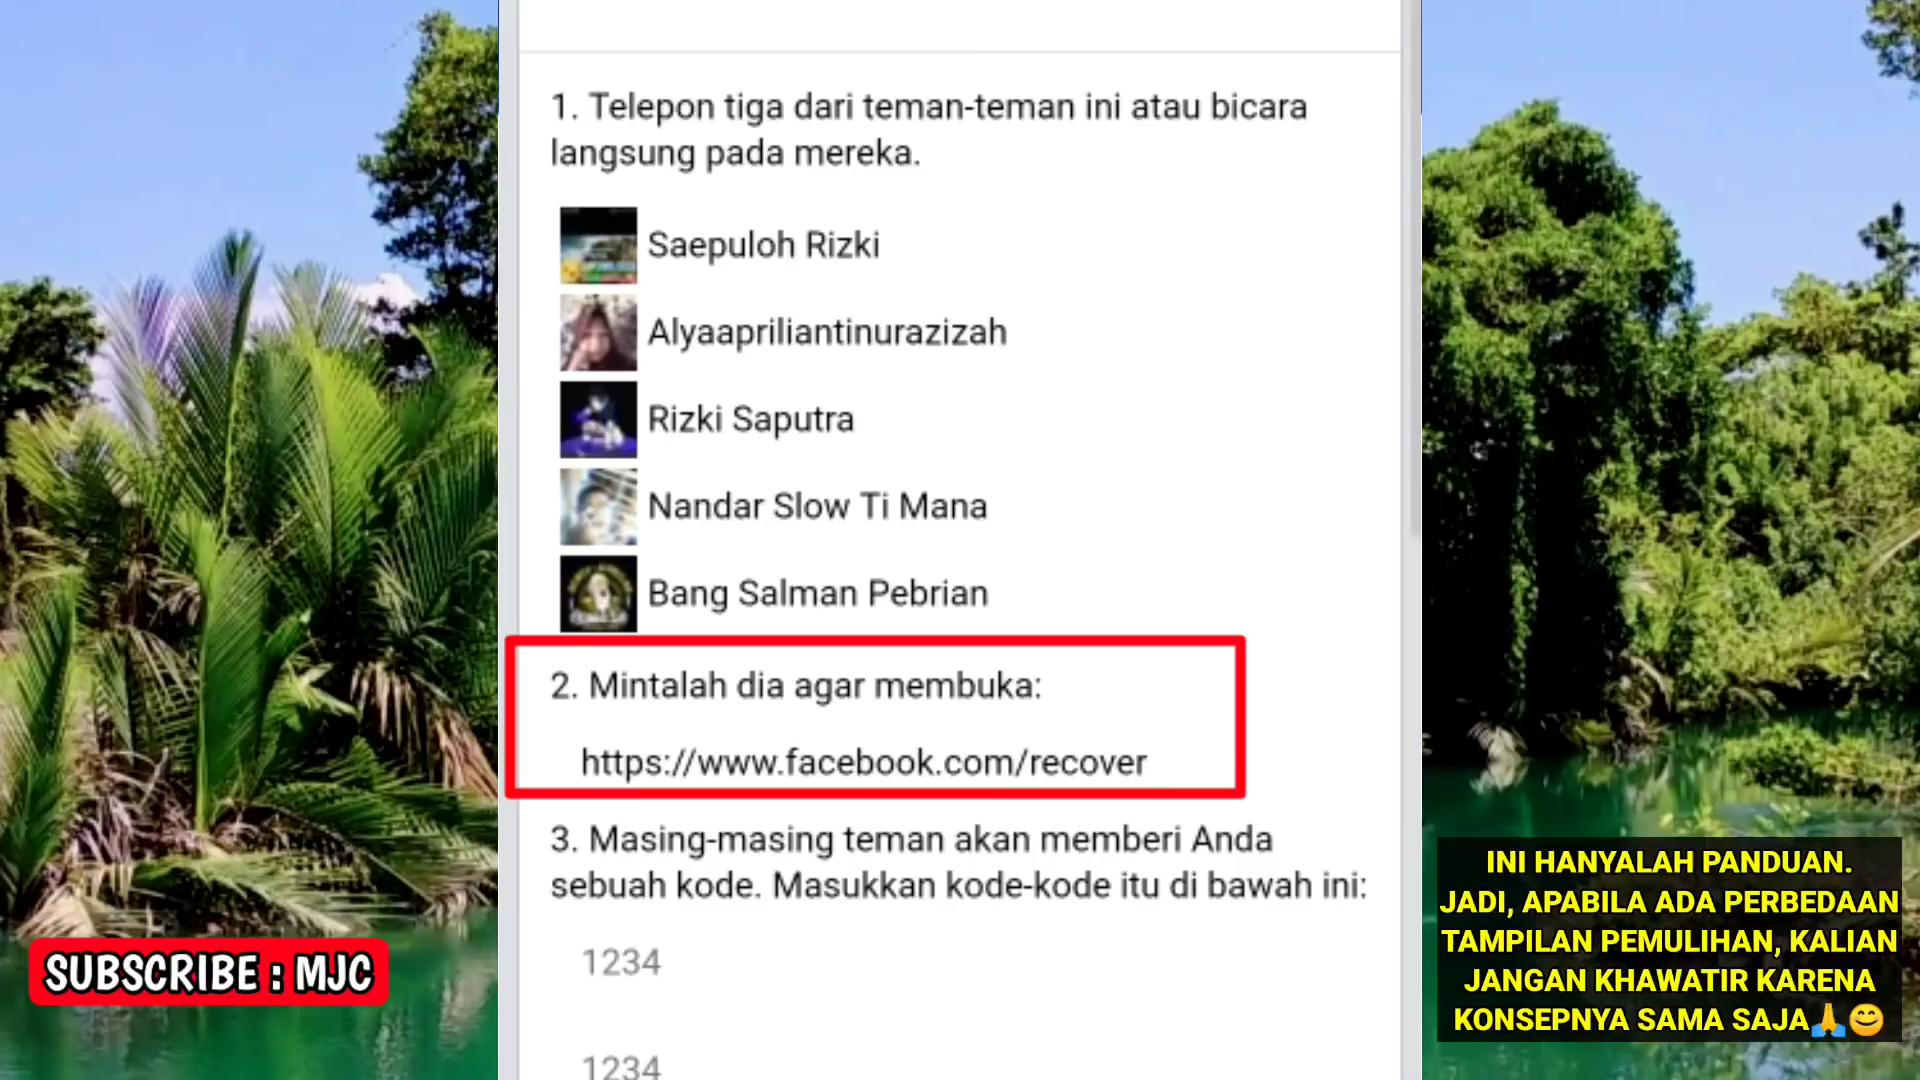 1. Telepon tiga dari teman-teman ini atau bicara
langsung pada mereka.
Saepuloh Rizki
Alyaapriliantinurazizah
Rizki Saputra
Nandar Slow Ti Mana
Bang Salman Pebrian
2. Mintalah dia agar membuka:
https://www.facebook.com/recover
3. Masing-masing teman akan memberi Anda
sebuah kode. Masukkan kode-kode itu di bawah ini:
1234
1234
SUBSCRIBE : MJC
INI HANYALAH PANDUAN.
JADI, APABILA ADA PERBEDAAN
TAMPILAN PEMULIHAN, KALIAN
JANGAN KHAWATIR KARENA
KONSEPNYA SAMA SAJA🙏😊